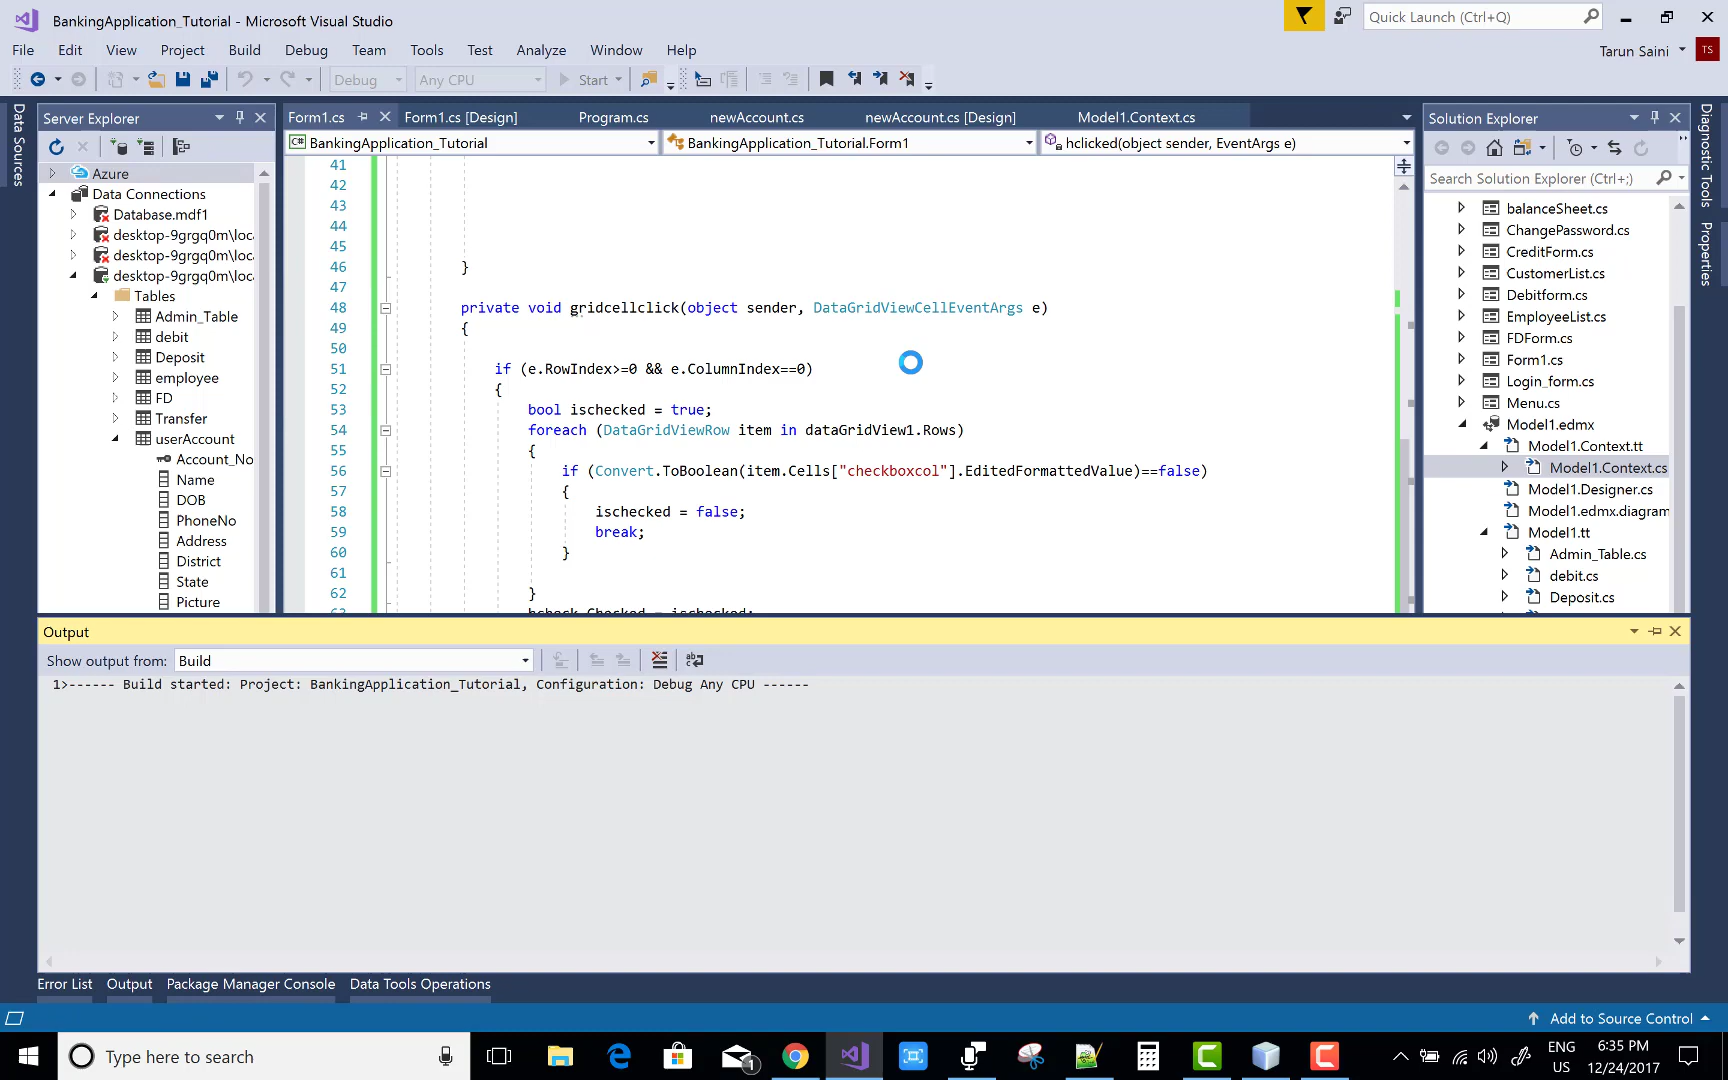 BankingApplication_Tutorial - Microsoft Visual Studio
Quick Launch (Ctrl+Q)
File Edit View Project Build Debug Team Tools Test Analyze Window Help
Tarun Saini TS
Debug Any CPU Start
Data Sources
Server Explorer
Azure
Data Connections
Database.mdf1
desktop-9grgq0m\loc
desktop-9grgq0m\loc
desktop-9grgq0m\loc
Tables
Admin_Table
debit
Deposit
employee
FD
Transfer
userAccount
Account_No
Name
DOB
PhoneNo
Address
District
State
Picture
Form1.cs Form1.cs [Design] Program.cs newAccount.cs newAccount.cs [Design] Model1.Context.cs
C# BankingApplication_Tutorial BankingApplication_Tutorial.Form1 hclicked(object sender, EventArgs e)
41
42
43
44
45
46 }
47
48 private void gridcellclick(object sender, DataGridViewCellEventArgs e)
49 {
50
51 if (e.RowIndex>=0 && e.ColumnIndex==0)
52 {
53 bool ischecked = true;
54 foreach (DataGridViewRow item in dataGridView1.Rows)
55 {
56 if (Convert.ToBoolean(item.Cells["checkboxcol"].EditedFormattedValue)==false)
57 {
58 ischecked = false;
59 break;
60 }
61
62 }
63 hcheck.Checked = ischecked;
Solution Explorer
Search Solution Explorer (Ctrl+;)
balanceSheet.cs
ChangePassword.cs
CreditForm.cs
CustomerList.cs
Debitform.cs
EmployeeList.cs
FDForm.cs
Form1.cs
Login_form.cs
Menu.cs
Model1.edmx
Model1.Context.tt
Model1.Context.cs
Model1.Designer.cs
Model1.edmx.diagram
Model1.tt
Admin_Table.cs
debit.cs
Deposit.cs
Diagnostic Tools
Properties
Output
Show output from: Build
1>------ Build started: Project: BankingApplication_Tutorial, Configuration: Debug Any CPU ------
Error List Output Package Manager Console Data Tools Operations
Add to Source Control
Type here to search
1
ENG
US
6:35 PM
12/24/2017